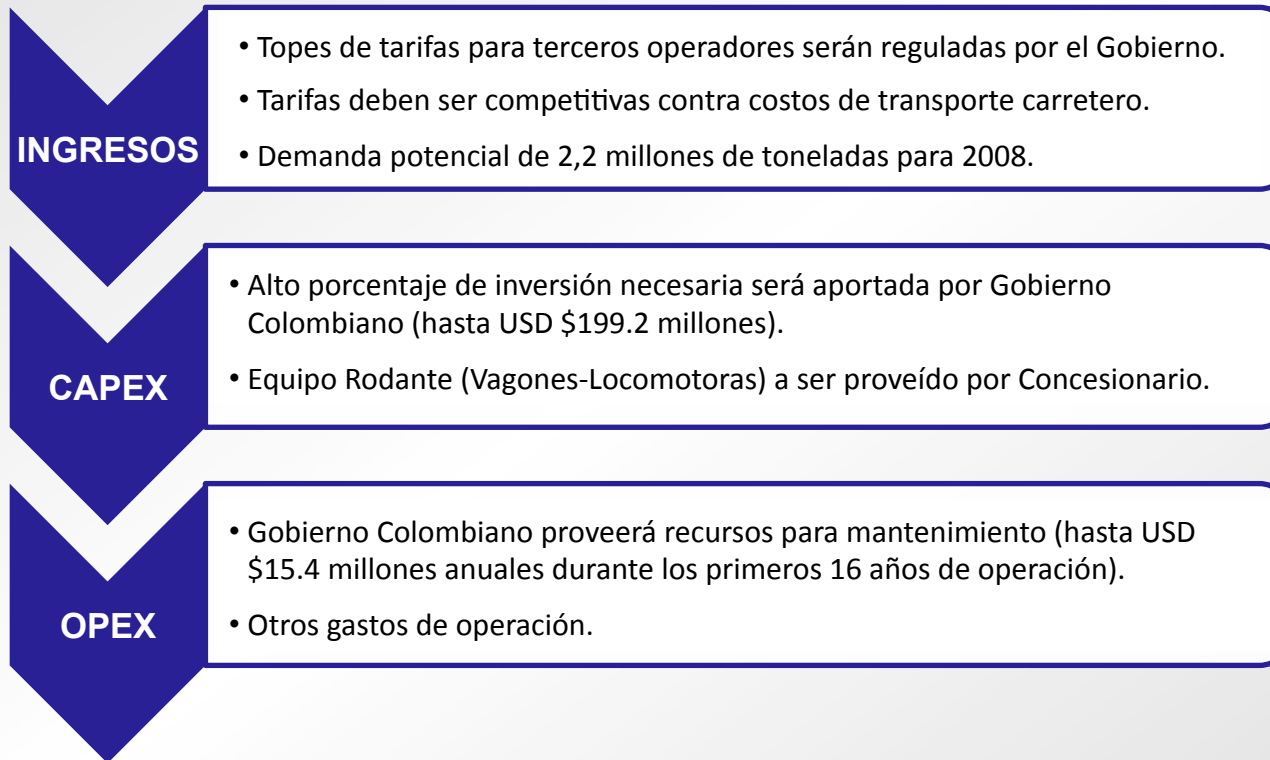 INGRESOS
• Topes de tarifas para terceros operadores serán reguladas por el Gobierno.
• Tarifas deben ser competitivas contra costos de transporte carretero.
• Demanda potencial de 2,2 millones de toneladas para 2008.
CAPEX
• Alto porcentaje de inversión necesaria será aportada por Gobierno
Colombiano (hasta USD $199.2 millones).
• Equipo Rodante (Vagones-Locomotoras) a ser proveído por Concesionario.
OPEX
• Gobierno Colombiano proveerá recursos para mantenimiento (hasta USD
$15.4 millones anuales durante los primeros 16 años de operación).
• Otros gastos de operación.